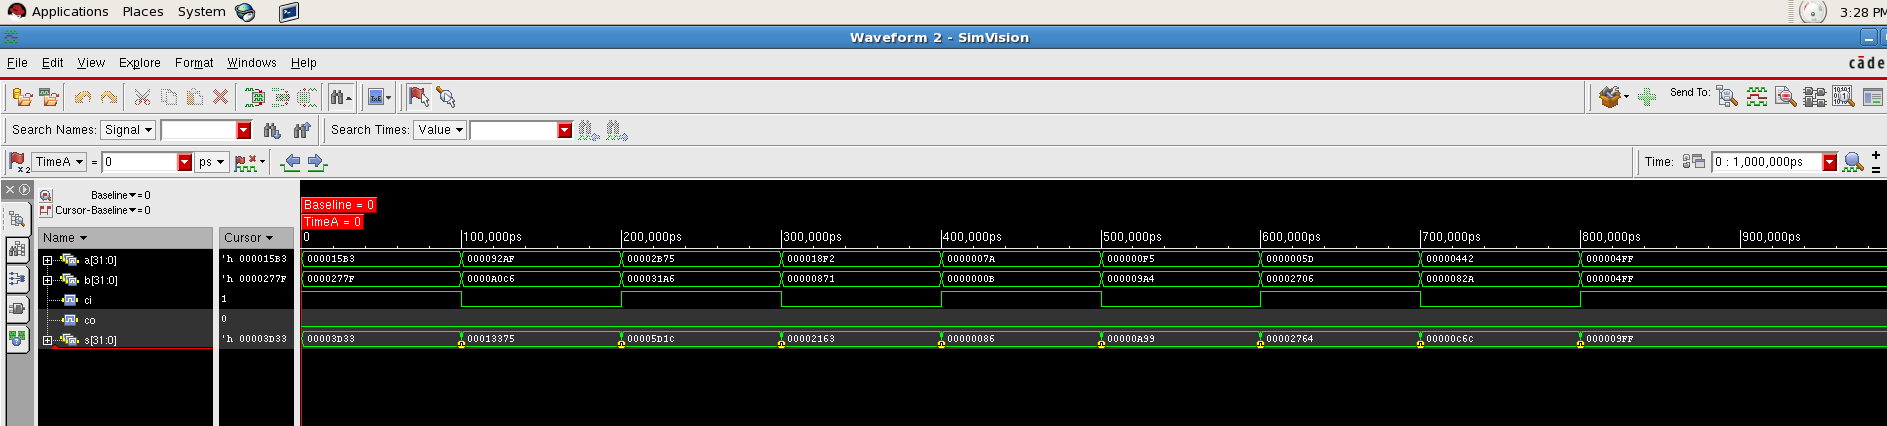 Applications Places System 3:28 PM
Waveform 2 - SimVision
File Edit View Explore Format Windows Help cāde
Send To:
Search Names: Signal Search Times: Value
TimeA = 0 ps Time: 0 : 1,000,000ps
x2
Baseline = 0
Cursor-Baseline = 0
Baseline = 0
TimeA = 0
Name Cursor 0 100,000ps 200,000ps 300,000ps 400,000ps 500,000ps 600,000ps 700,000ps 800,000ps 900,000ps
a[31:0] 'h 000015B3 000015B3 000092AF 00002B75 000018F2 0000007A 000000F5 0000005D 00000442 000004FF
b[31:0] 'h 0000277F 0000277F 0000A0C6 000031A6 00000871 0000000B 000009A4 00002706 0000082A 000004FF
ci 1
co 0
s[31:0] 'h 00003D33 00003D33 00013375 00005D1C 00002163 00000086 00000A99 00002764 00000C6C 000009FF